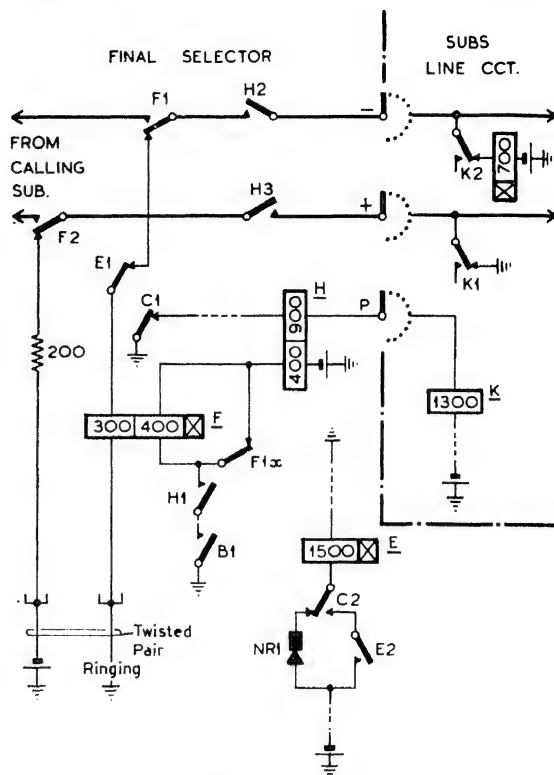 FINAL SELECTOR
SUBS
LINE CCT.
F1
H2
−
FROM
CALLING
SUB.
K2
700
H3
+
F2
E1
K1
C1
H
900
400
P
200
1300
K
300
400
F
F1x
H1
B1
1500
E
C2
NR1
E2
Twisted
Pair
Ringing